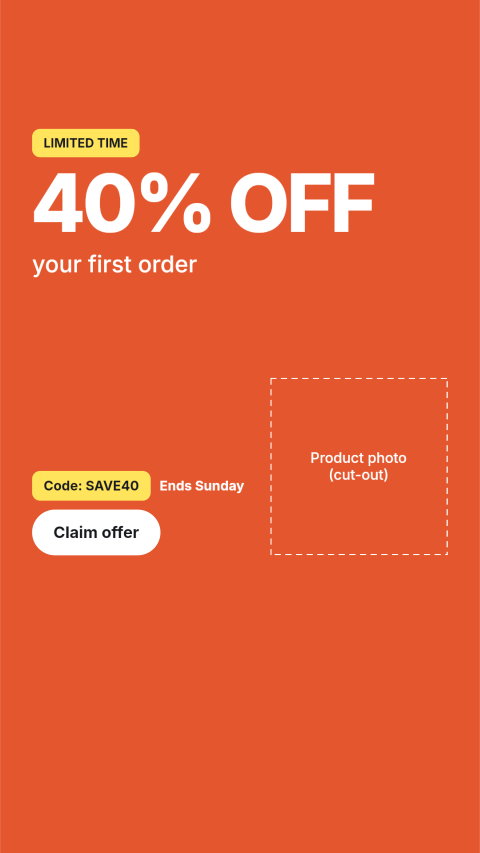 LIMITED TIME
40% OFF
your first order
Product photo
(cut-out)
Code: SAVE40
Ends Sunday
Claim offer